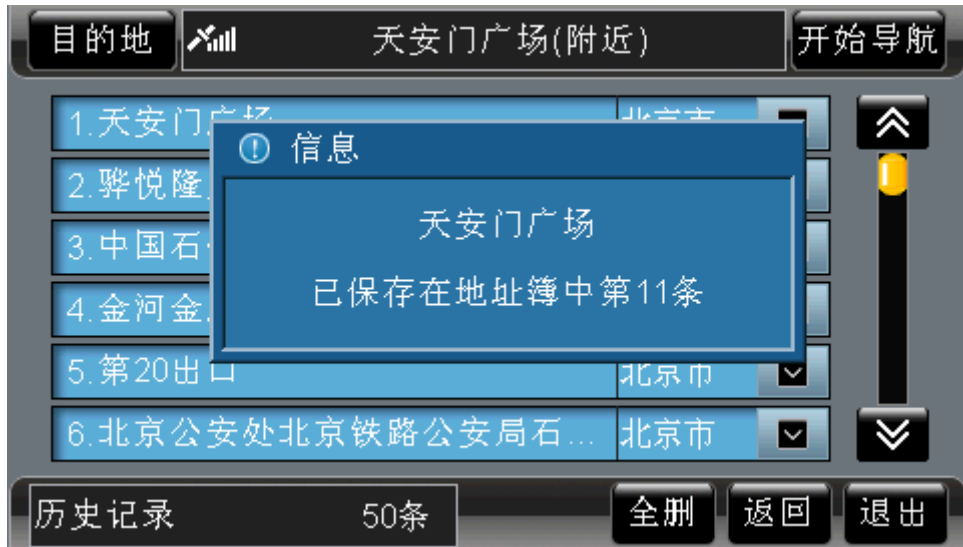 目的地
天安门广场(附近)
开始导航
1.天安门广场 北京市
信息
2.骅悦隆
天安门广场
3.中国石
已保存在地址簿中第11条
4.金河金
5.第20出口 北京市
6.北京公安处北京铁路公安局石... 北京市
历史记录 50条
全删
返回
退出